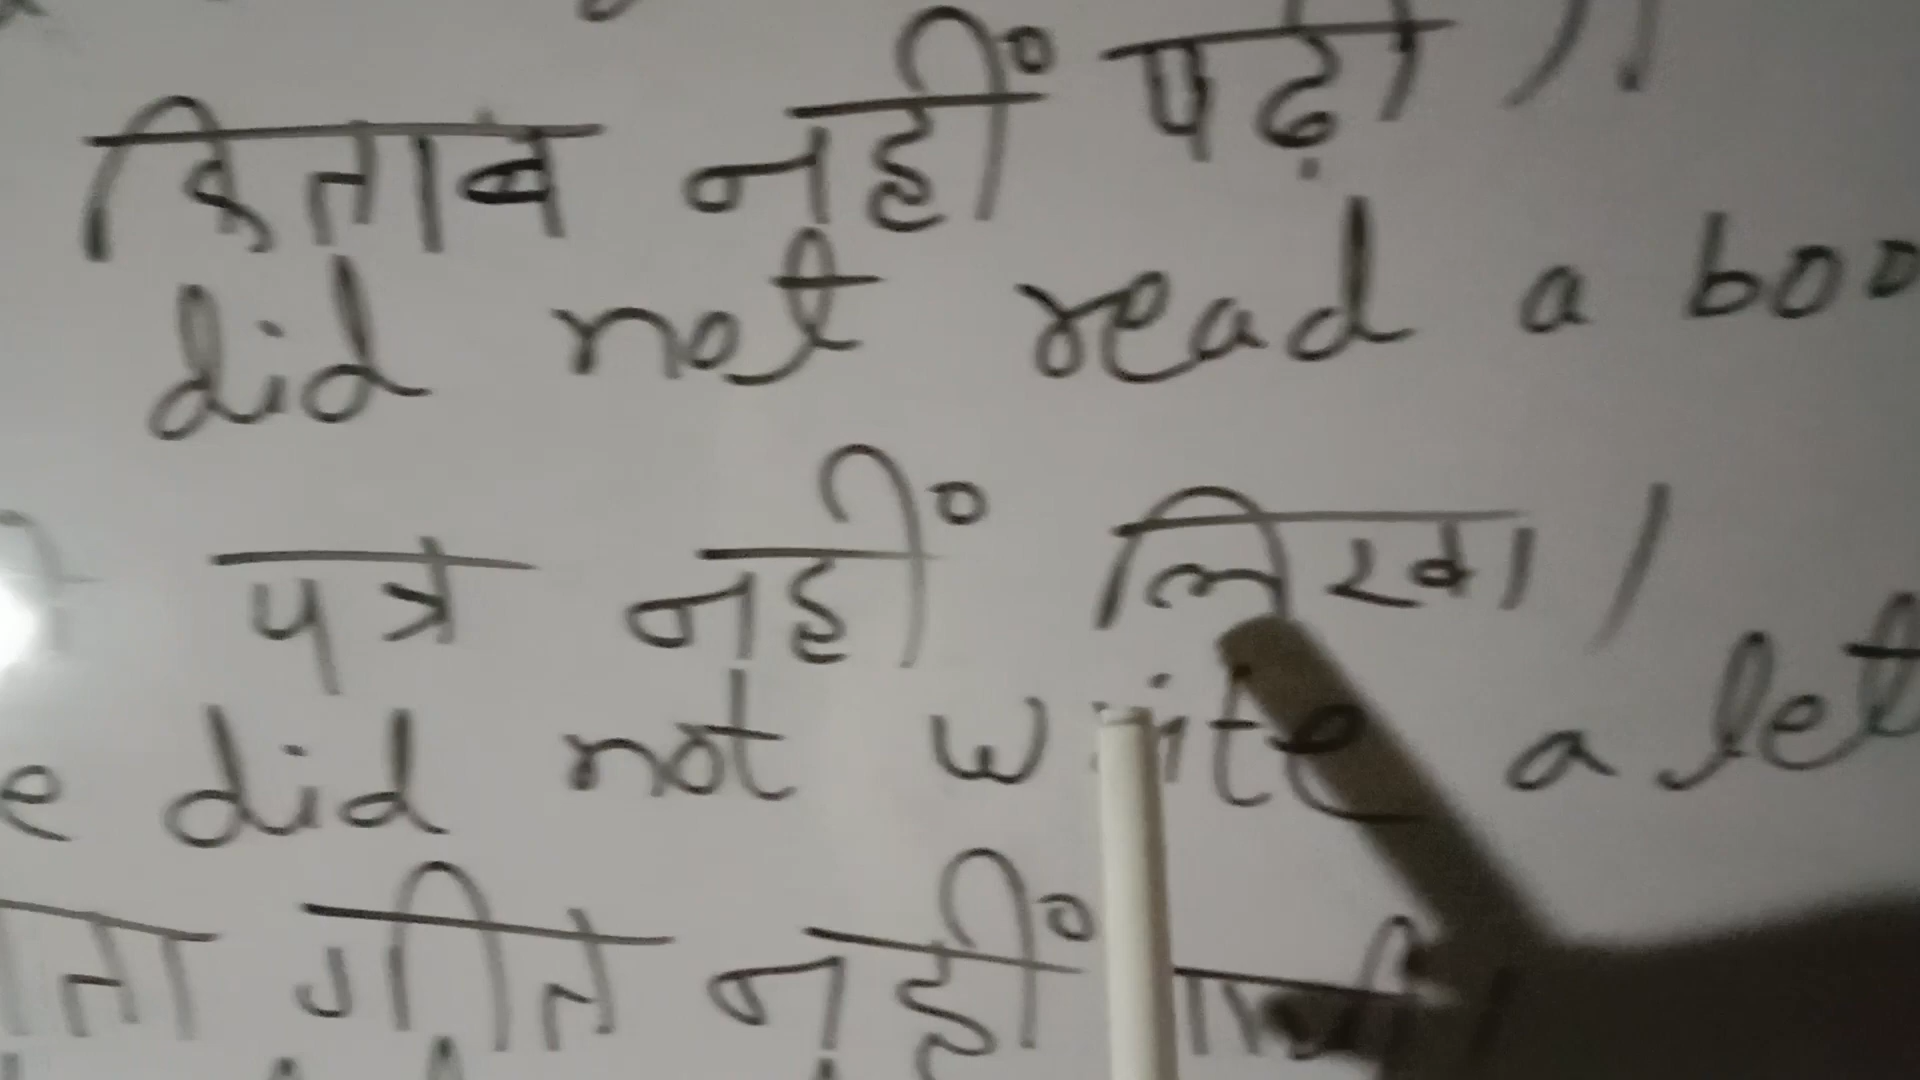 किताब नहीं पढ़ी ।
did not read a boo
पत्र नहीं लिखा ।
e did not write a let
ता गीत नहीं